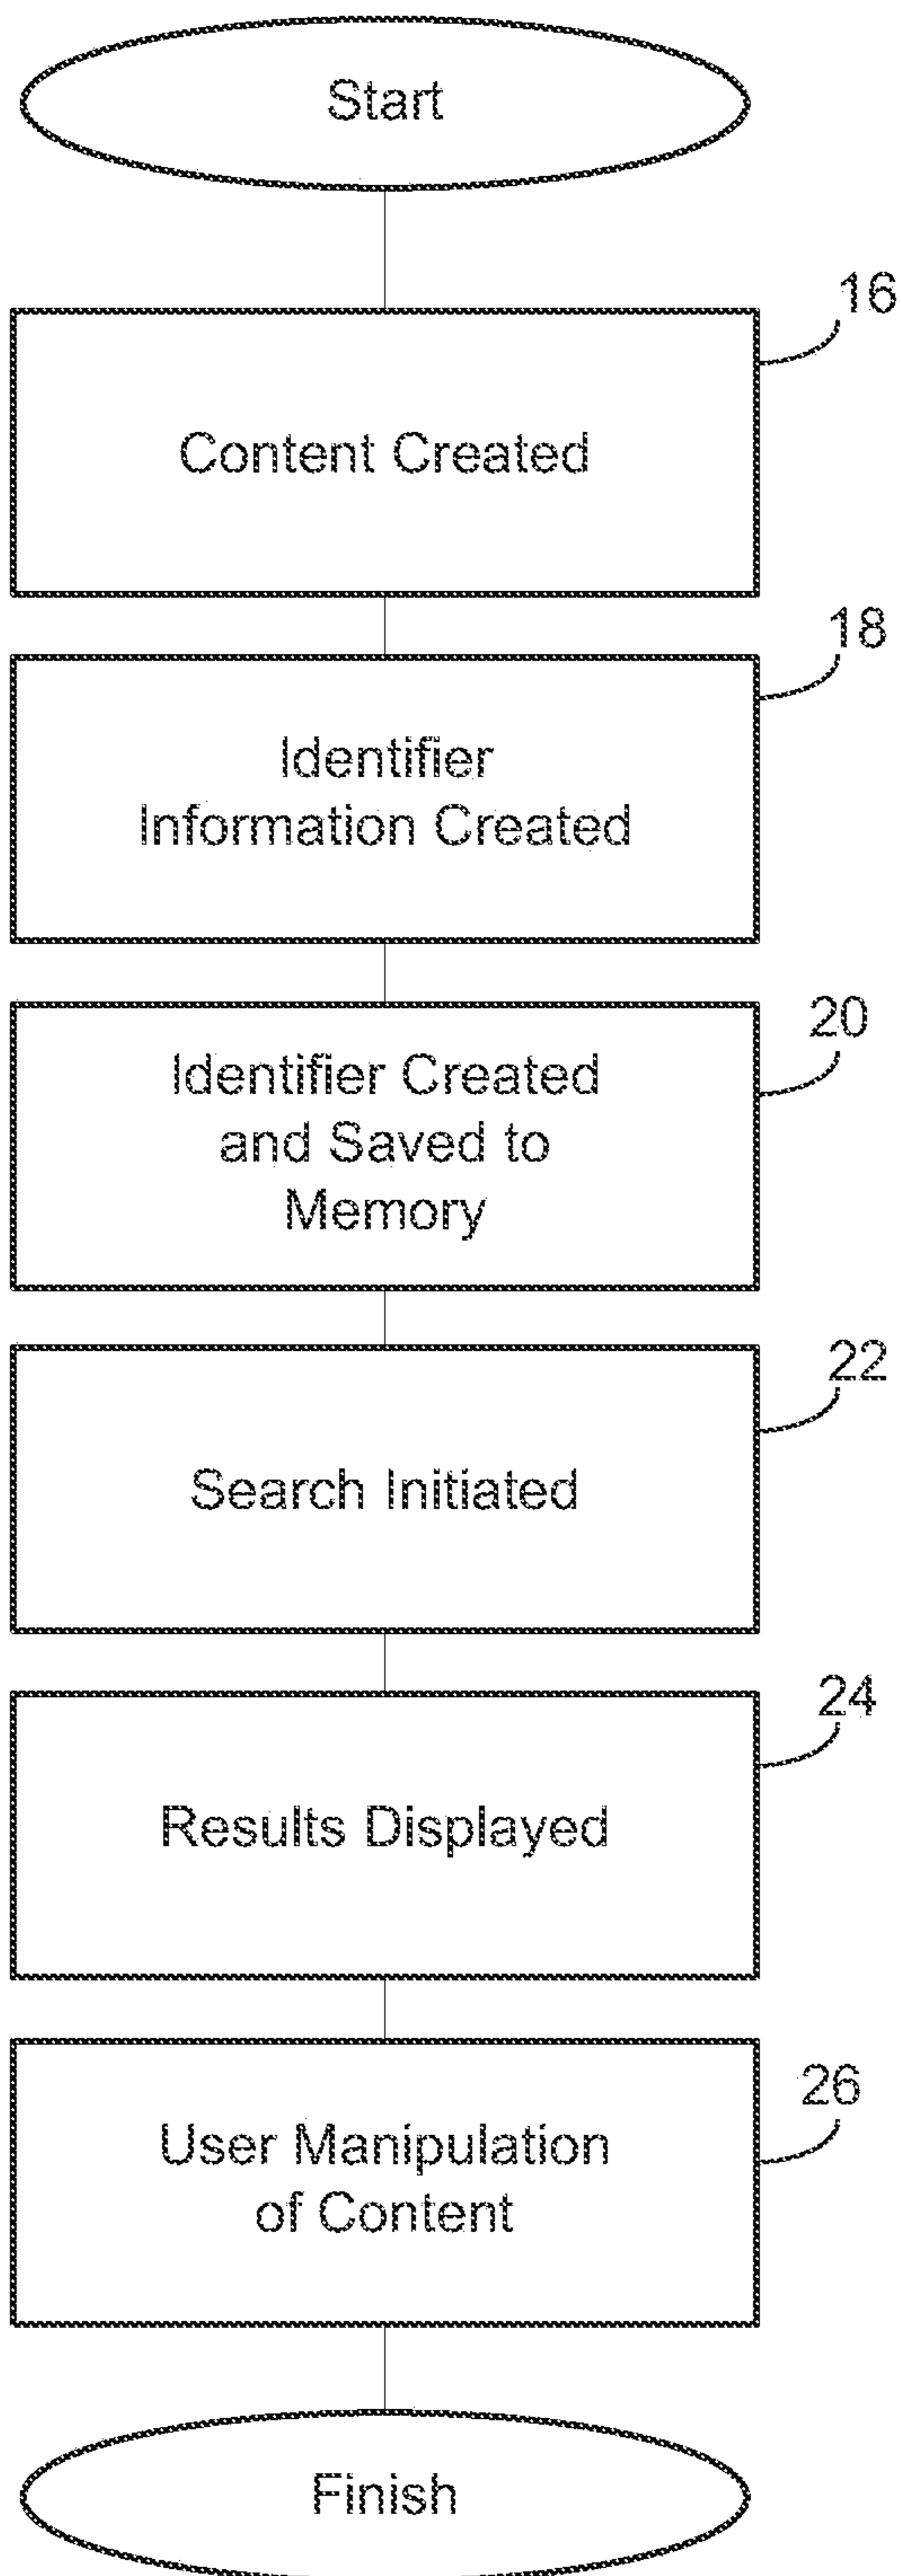 Start
16
Content Created
18
Identifier
Information Created
20
Identifier Created
and Saved to
Memory
22
Search Initiated
24
Results Displayed
26
User Manipulation
of Content
Finish